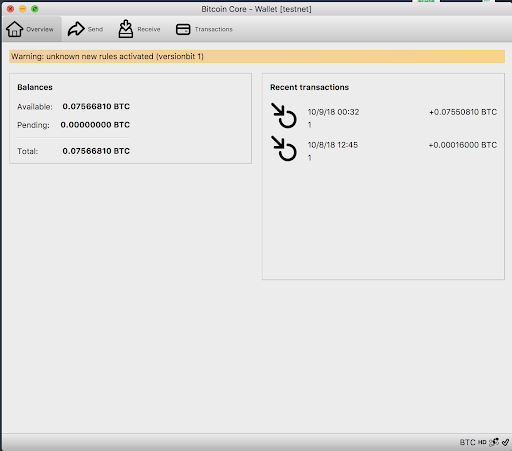 Bitcoin Core - Wallet [testnet]
Overview Send Receive Transactions
Warning: unknown new rules activated (versionbit 1)
Balances
Available: 0.07566810 BTC
Pending: 0.00000000 BTC
Total: 0.07566810 BTC
Recent transactions
10/9/18 00:32 +0.07550810 BTC
1
10/8/18 12:45 +0.00016000 BTC
1
BTC HD